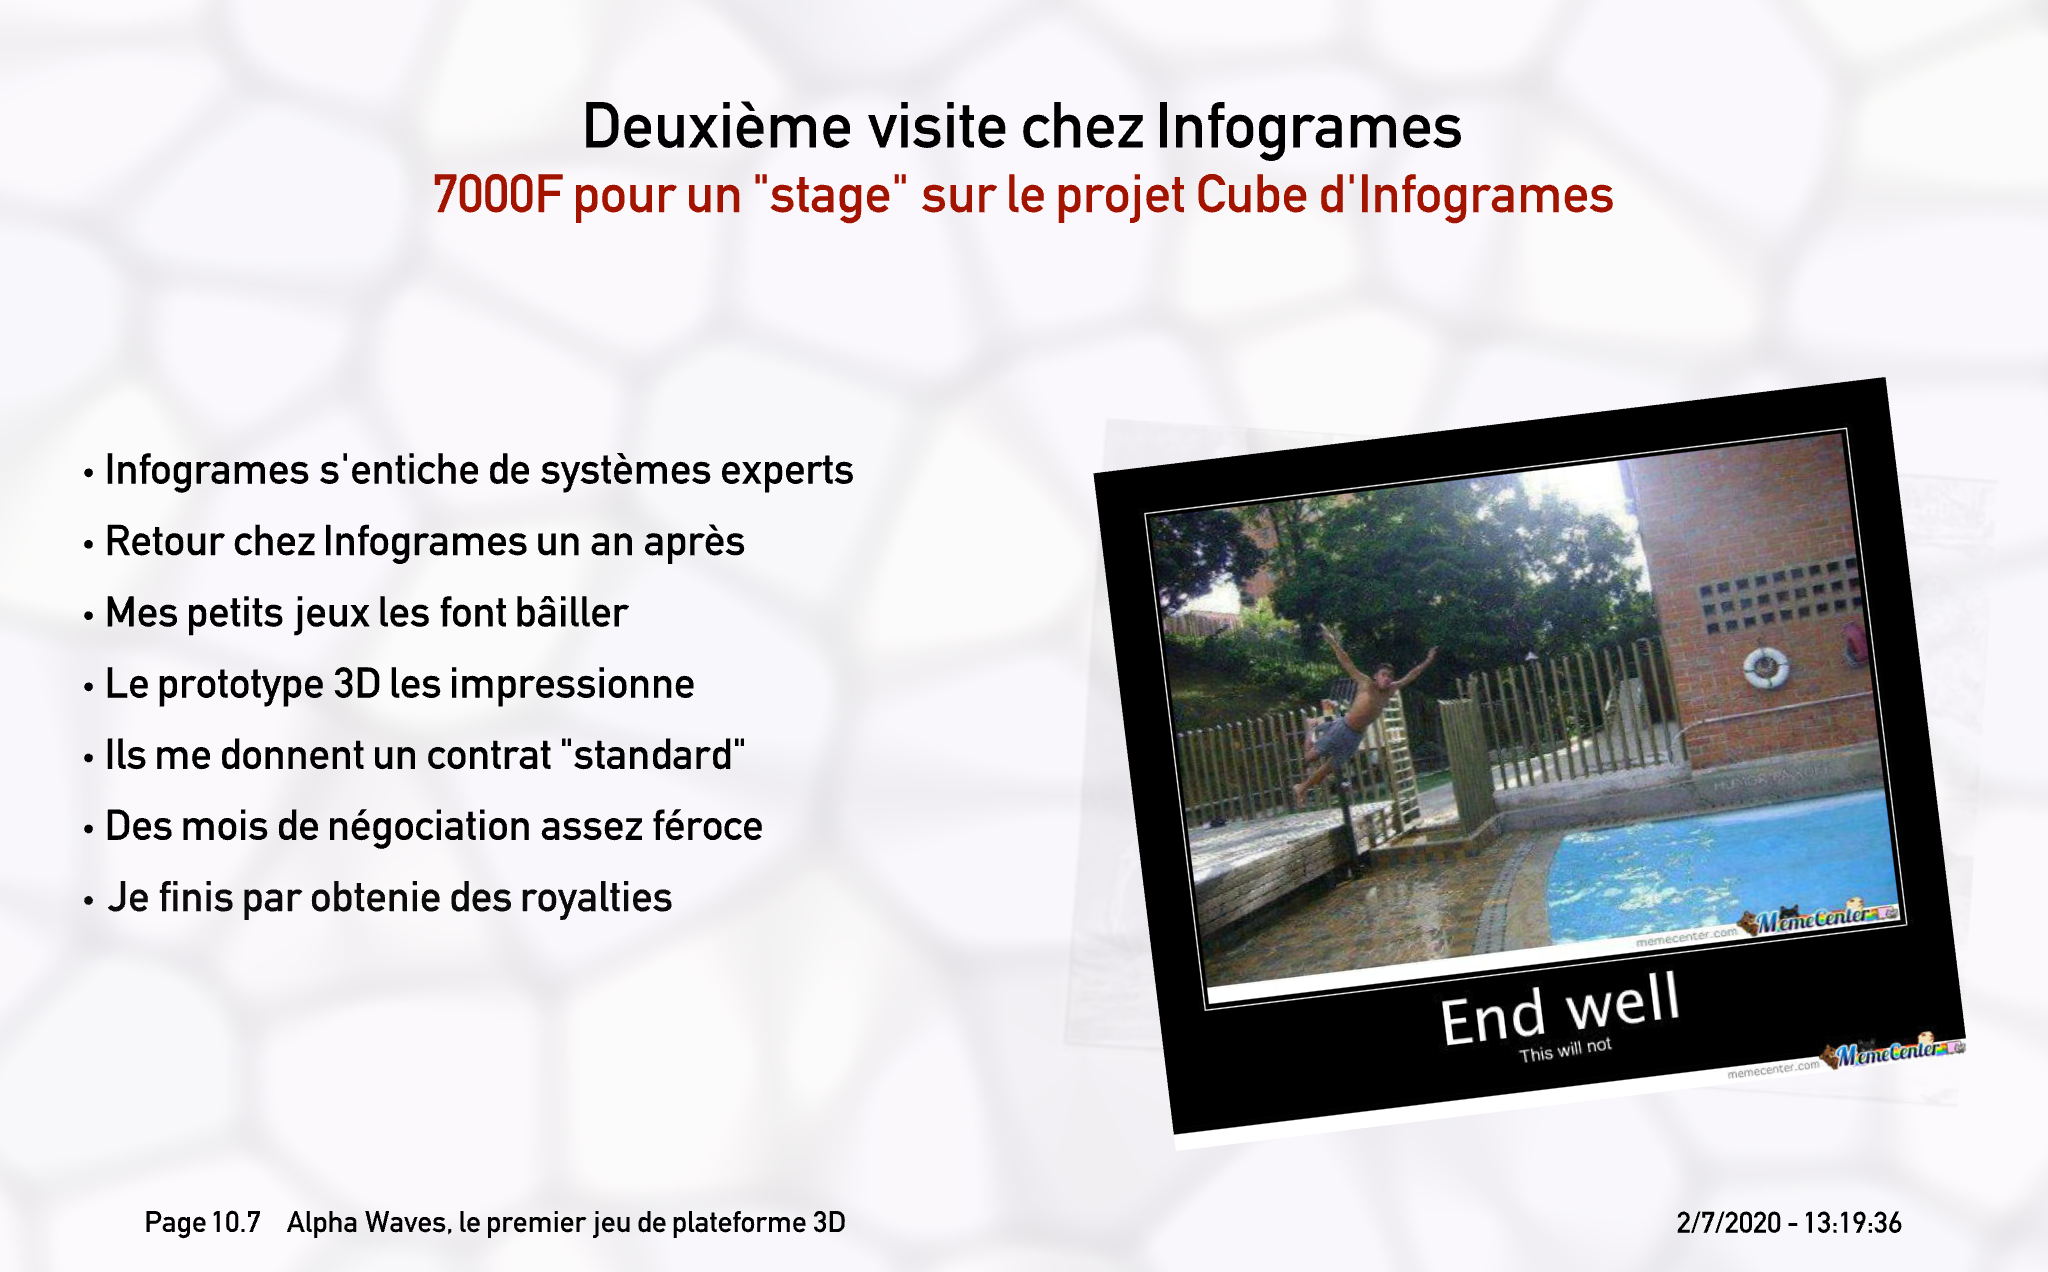 Deuxième visite chez Infogrames
7000F pour un "stage" sur le projet Cube d'Infogrames
• Infogrames s'entiche de systèmes experts
• Retour chez Infogrames un an après
• Mes petits jeux les font bâiller
• Le prototype 3D les impressionne
• Ils me donnent un contrat "standard"
• Des mois de négociation assez féroce
• Je finis par obtenie des royalties
memecenter.com MemeCenter
End well
This will not
memecenter.com MemeCenter
Page 10.7 Alpha Waves, le premier jeu de plateforme 3D
2/7/2020 - 13:19:36